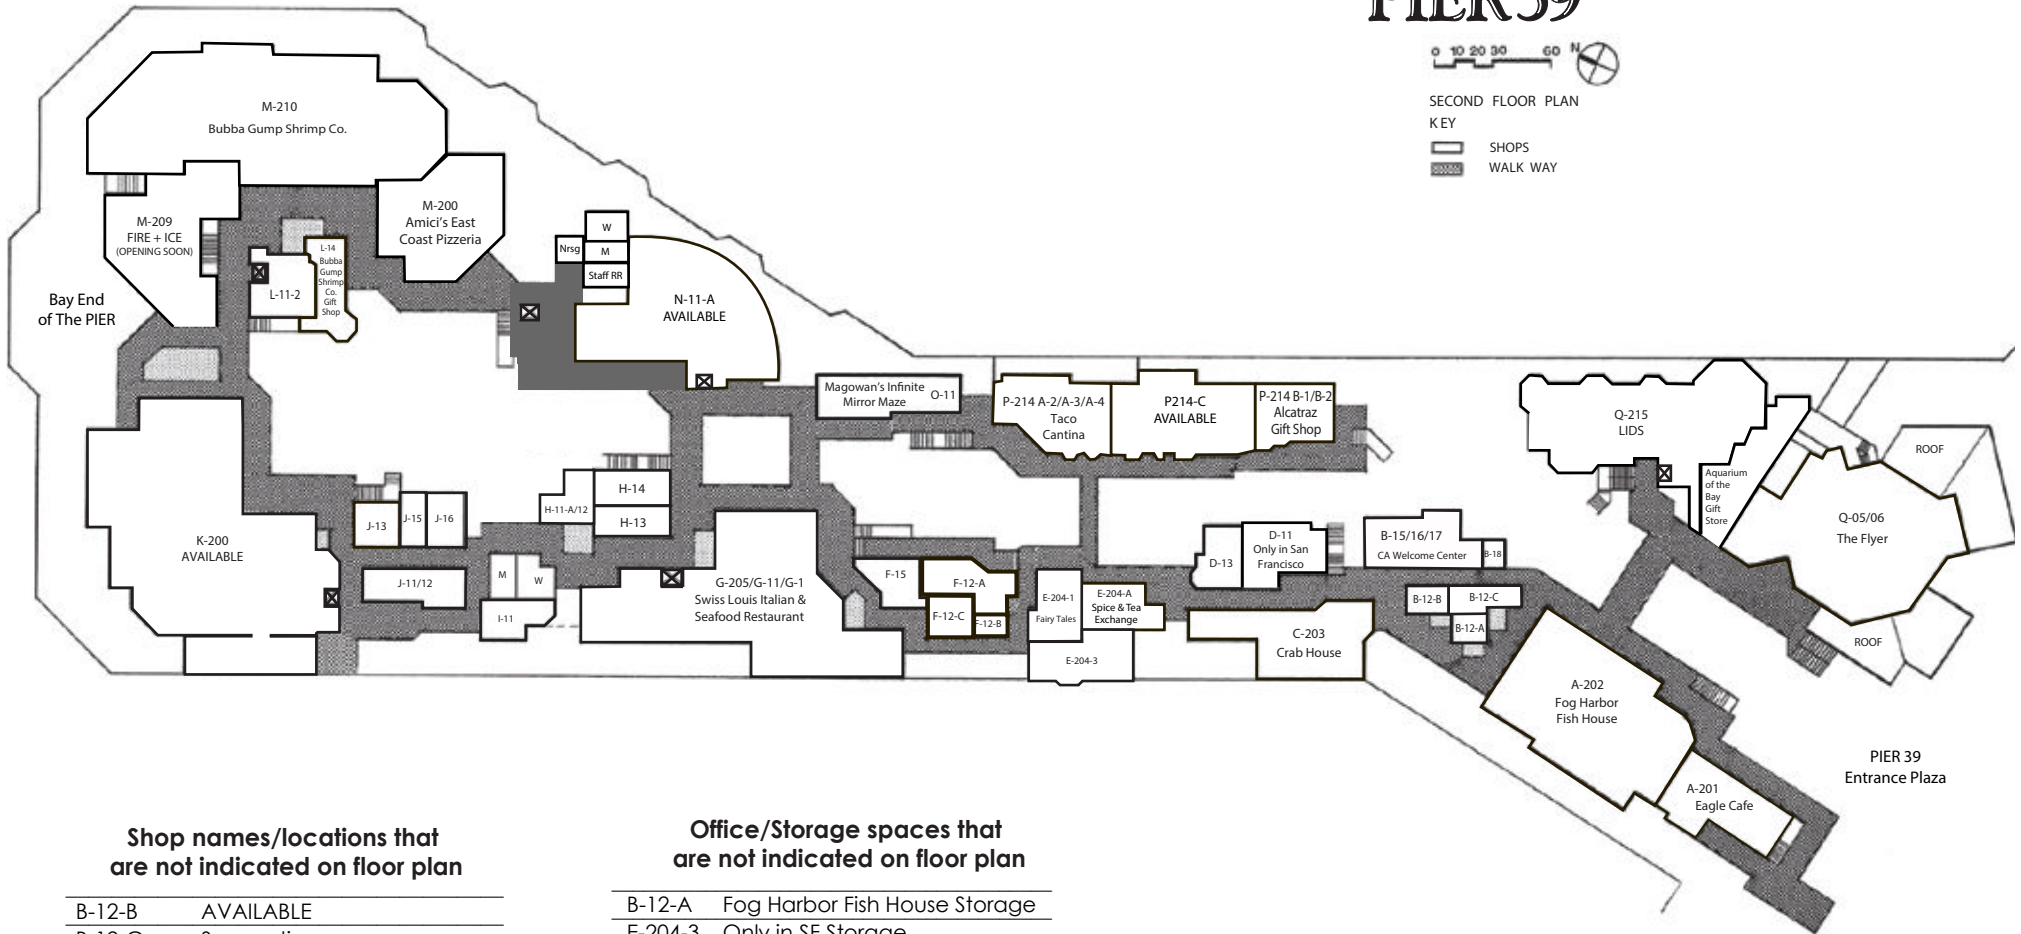 PIER 39
0 10 20 30 60 N
SECOND FLOOR PLAN
KEY
SHOPS
WALK WAY
M-210
Bubba Gump Shrimp Co.
M-209
FIRE + ICE
(OPENING SOON)
M-200
Amici's East
Coast Pizzeria
L-14
Bubba
Gump
Shrimp
Co.
Gift
Shop
L-11-2
Bay End
of The PIER
W
Nrsg
M
Staff RR
N-11-A
AVAILABLE
Magowan's Infinite
Mirror Maze
O-11
P-214 A-2/A-3/A-4
Taco
Cantina
P214-C
AVAILABLE
P-214 B-1/B-2
Alcatraz
Gift Shop
Q-215
LIDS
Aquarium
of the
Bay
Gift
Store
ROOF
Q-05/06
The Flyer
ROOF
K-200
AVAILABLE
J-13
J-15
J-16
H-11-A/12
H-14
H-13
J-11/12
M
W
I-11
G-205/G-11/G-1
Swiss Louis Italian &
Seafood Restaurant
F-15
F-12-A
F-12-C
F-12-B
E-204-1
Fairy Tales
E-204-A
Spice & Tea
Exchange
E-204-3
D-13
D-11
Only in San
Francisco
B-15/16/17
CA Welcome Center
B-18
B-12-B
B-12-C
B-12-A
C-203
Crab House
A-202
Fog Harbor
Fish House
A-201
Eagle Cafe
PIER 39
Entrance Plaza
Shop names/locations that
are not indicated on floor plan
B-12-B AVAILABLE
Office/Storage spaces that
are not indicated on floor plan
B-12-A Fog Harbor Fish House Storage
E-204-3 Only in SF Storage